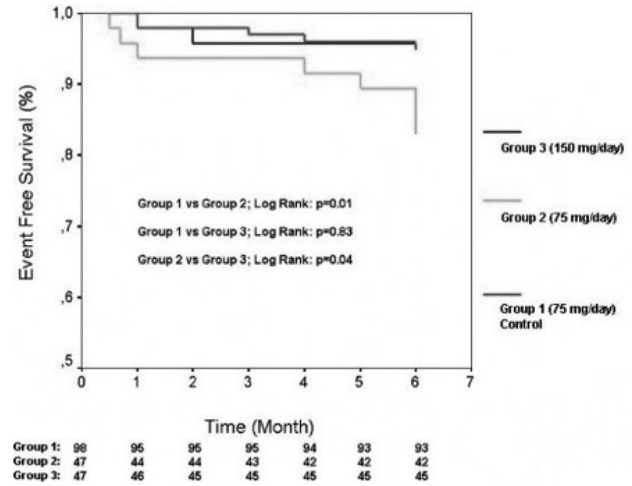 1,0
,9
,8
,7
,6
,5
Event Free Survival (%)
Group 1 vs Group 2; Log Rank: p=0.01
Group 1 vs Group 3; Log Rank: p=0.83
Group 2 vs Group 3; Log Rank: p=0.04
Group 3 (150 mg/day)
Group 2 (75 mg/day)
Group 1 (75 mg/day)
Control
0 1 2 3 4 5 6 7
Time (Month)
Group 1: 98 95 95 95 94 93 93
Group 2: 47 44 44 43 42 42 42
Group 3: 47 46 45 45 45 45 45